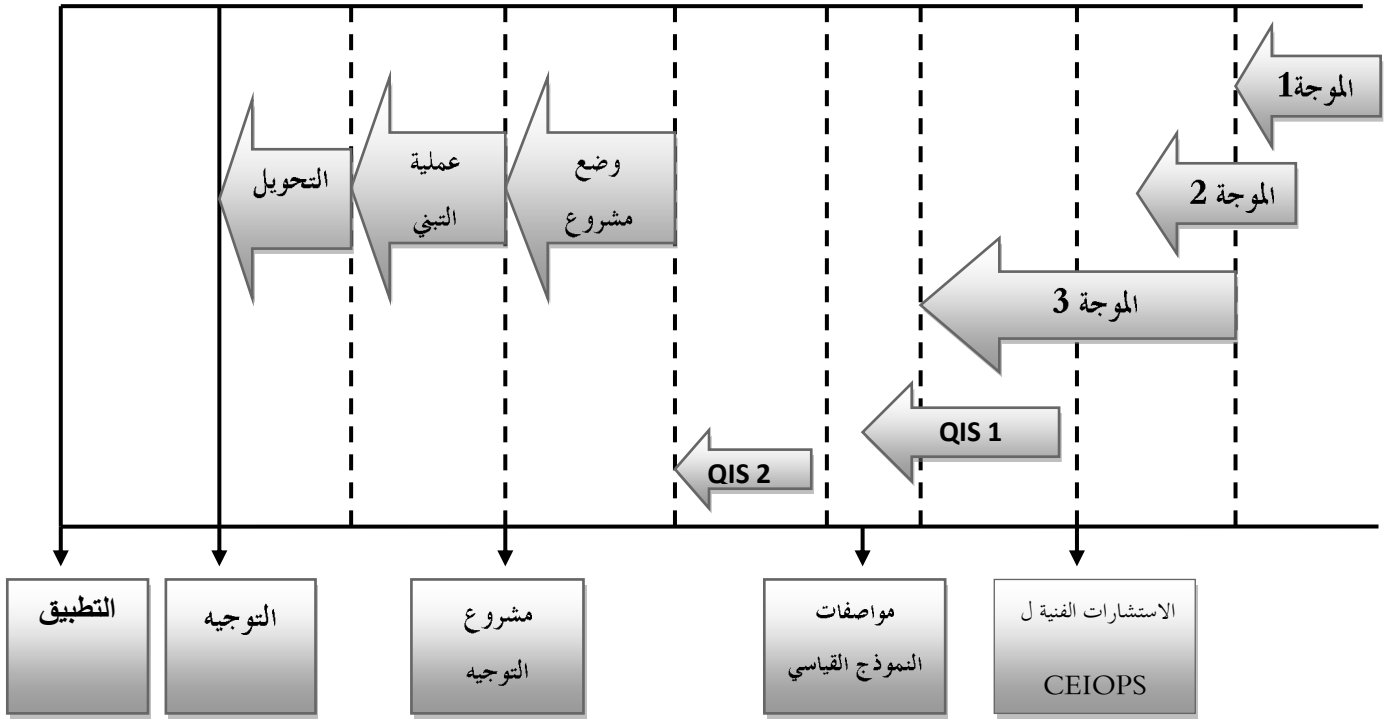 الموجة1
الموجة 2
الموجة 3
وضع
مشروع
عملية
التبني
التحويل
QIS 1
QIS 2
الاستشارات الفنية ل
CEIOPS
مواصفات
النموذج القياسي
مشروع
التوجيه
التوجيه
التطبيق